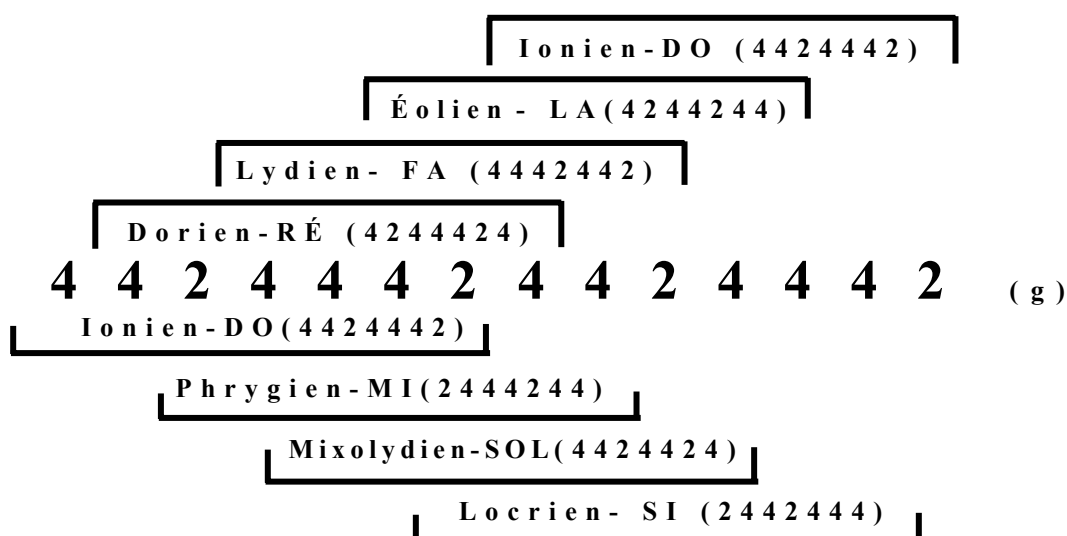 Ionien-DO (4424442)
Éolien - LA(4244244)
Lydien- FA (4442442)
Dorien-RÉ (4244424)
4 4 2 4 4 4 2 4 4 2 4 4 4 2 (g)
Ionien-DO(4424442)
Phrygien-MI(2444244)
Mixolydien-SOL(4424424)
Locrien- SI (2442444)